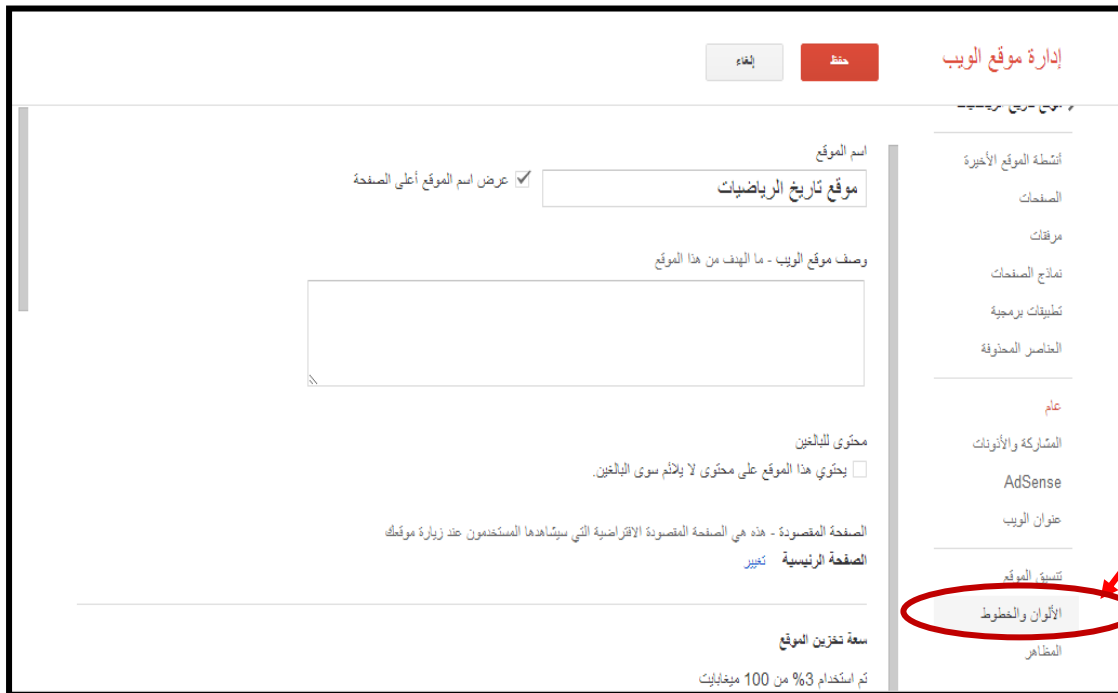 إدارة موقع الويب
حفظ
إلغاء
موقع تاريخ الرياضيات
أنشطة الموقع الأخيرة
الصفحات
مرفقات
نماذج الصفحات
تطبيقات برمجية
العناصر المحذوفة
عام
المشاركة والأذونات
AdSense
عنوان الويب
تنسيق الموقع
الألوان والخطوط
المظاهر
اسم الموقع
موقع تاريخ الرياضيات
عرض اسم الموقع أعلى الصفحة
وصف موقع الويب - ما الهدف من هذا الموقع
محتوى للبالغين
يحتوي هذا الموقع على محتوى لا يلائم سوى البالغين.
الصفحة المقصودة - هذه هي الصفحة المقصودة الافتراضية التي سيشاهدها المستخدمون عند زيارة موقعك
الصفحة الرئيسية تغيير
سعة تخزين الموقع
تم استخدام 3% من 100 ميغابايت